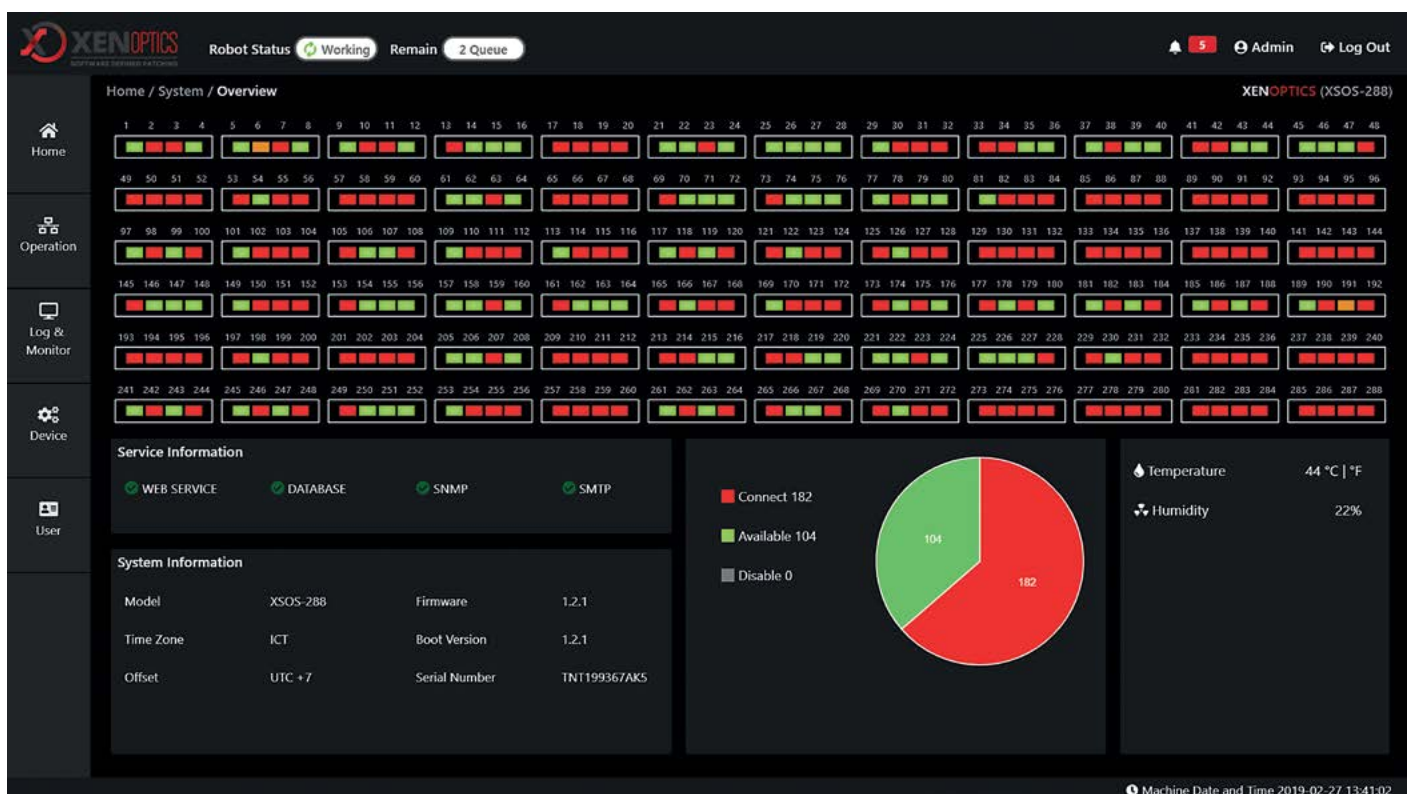 XENOPTICS
Robot Status Working Remain 2 Queue 5 Admin Log Out
Home / System / Overview XENOPTICS (XSOS-288)
1 2 3 4 5 6 7 8 9 10 11 12 13 14 15 16 17 18 19 20 21 22 23 24 25 26 27 28 29 30 31 32 33 34 35 36 37 38 39 40 41 42 43 44 45 46 47 48
49 50 51 52 53 54 55 56 57 58 59 60 61 62 63 64 65 66 67 68 69 70 71 72 73 74 75 76 77 78 79 80 81 82 83 84 85 86 87 88 89 90 91 92 93 94 95 96
97 98 99 100 101 102 103 104 105 106 107 108 109 110 111 112 113 114 115 116 117 118 119 120 121 122 123 124 125 126 127 128 129 130 131 132 133 134 135 136 137 138 139 140 141 142 143 144
145 146 147 148 149 150 151 152 153 154 155 156 157 158 159 160 161 162 163 164 165 166 167 168 169 170 171 172 173 174 175 176 177 178 179 180 181 182 183 184 185 186 187 188 189 190 191 192
193 194 195 196 197 198 199 200 201 202 203 204 205 206 207 208 209 210 211 212 213 214 215 216 217 218 219 220 221 222 223 224 225 226 227 228 229 230 231 232 233 234 235 236 237 238 239 240
241 242 243 244 245 246 247 248 249 250 251 252 253 254 255 256 257 258 259 260 261 262 263 264 265 266 267 268 269 270 271 272 273 274 275 276 277 278 279 280 281 282 283 284 285 286 287 288
Home
Operation
Log &
Monitor
Device
User
Service Information
WEB SERVICE DATABASE SNMP SMTP
System Information
Model XSOS-288 Firmware 1.2.1
Time Zone ICT Boot Version 1.2.1
Offset UTC +7 Serial Number TNT199367AK5
Connect 182
Available 104
Disable 0
104
182
Temperature 44 °C | °F
Humidity 22%
Machine Date and Time 2019-02-27 13:41:02